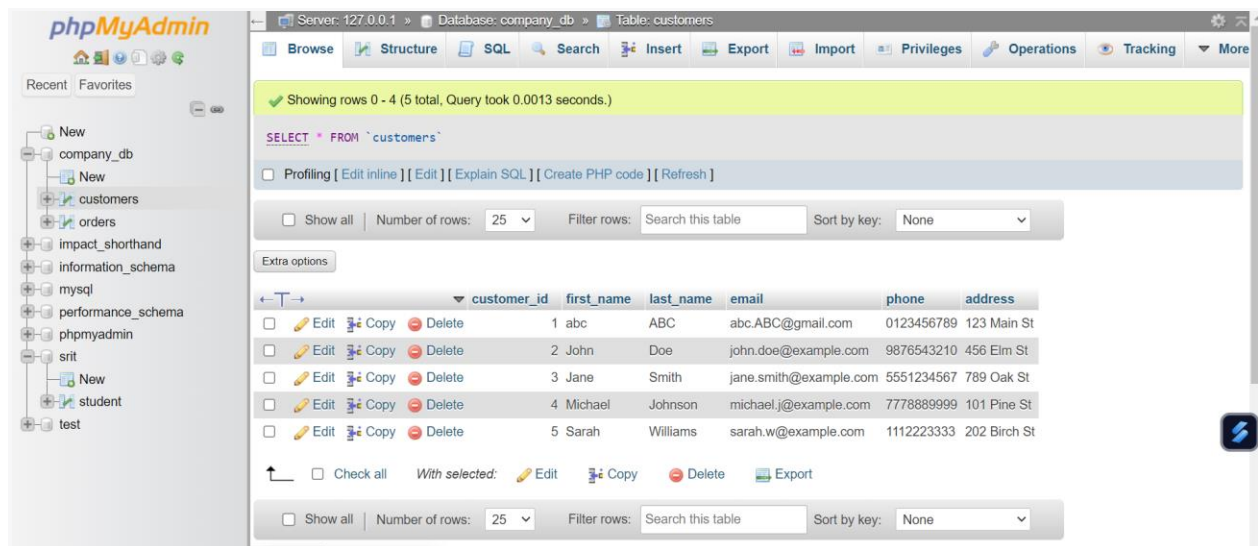 phpMyAdmin
Recent Favorites
New
company_db
New
customers
orders
impact_shorthand
information_schema
mysql
performance_schema
phpmyadmin
srit
New
student
test
Server: 127.0.0.1 » Database: company_db » Table: customers
Browse Structure SQL Search Insert Export Import Privileges Operations Tracking More
Showing rows 0 - 4 (5 total, Query took 0.0013 seconds.)
SELECT * FROM `customers`
Profiling [ Edit inline ] [ Edit ] [ Explain SQL ] [ Create PHP code ] [ Refresh ]
Show all Number of rows: 25 Filter rows: Search this table Sort by key: None
Extra options
customer_id first_name last_name email phone address
Edit Copy Delete 1 abc ABC abc.ABC@gmail.com 0123456789 123 Main St
Edit Copy Delete 2 John Doe john.doe@example.com 9876543210 456 Elm St
Edit Copy Delete 3 Jane Smith jane.smith@example.com 5551234567 789 Oak St
Edit Copy Delete 4 Michael Johnson michael.j@example.com 7778889999 101 Pine St
Edit Copy Delete 5 Sarah Williams sarah.w@example.com 1112223333 202 Birch St
Check all With selected: Edit Copy Delete Export
Show all Number of rows: 25 Filter rows: Search this table Sort by key: None